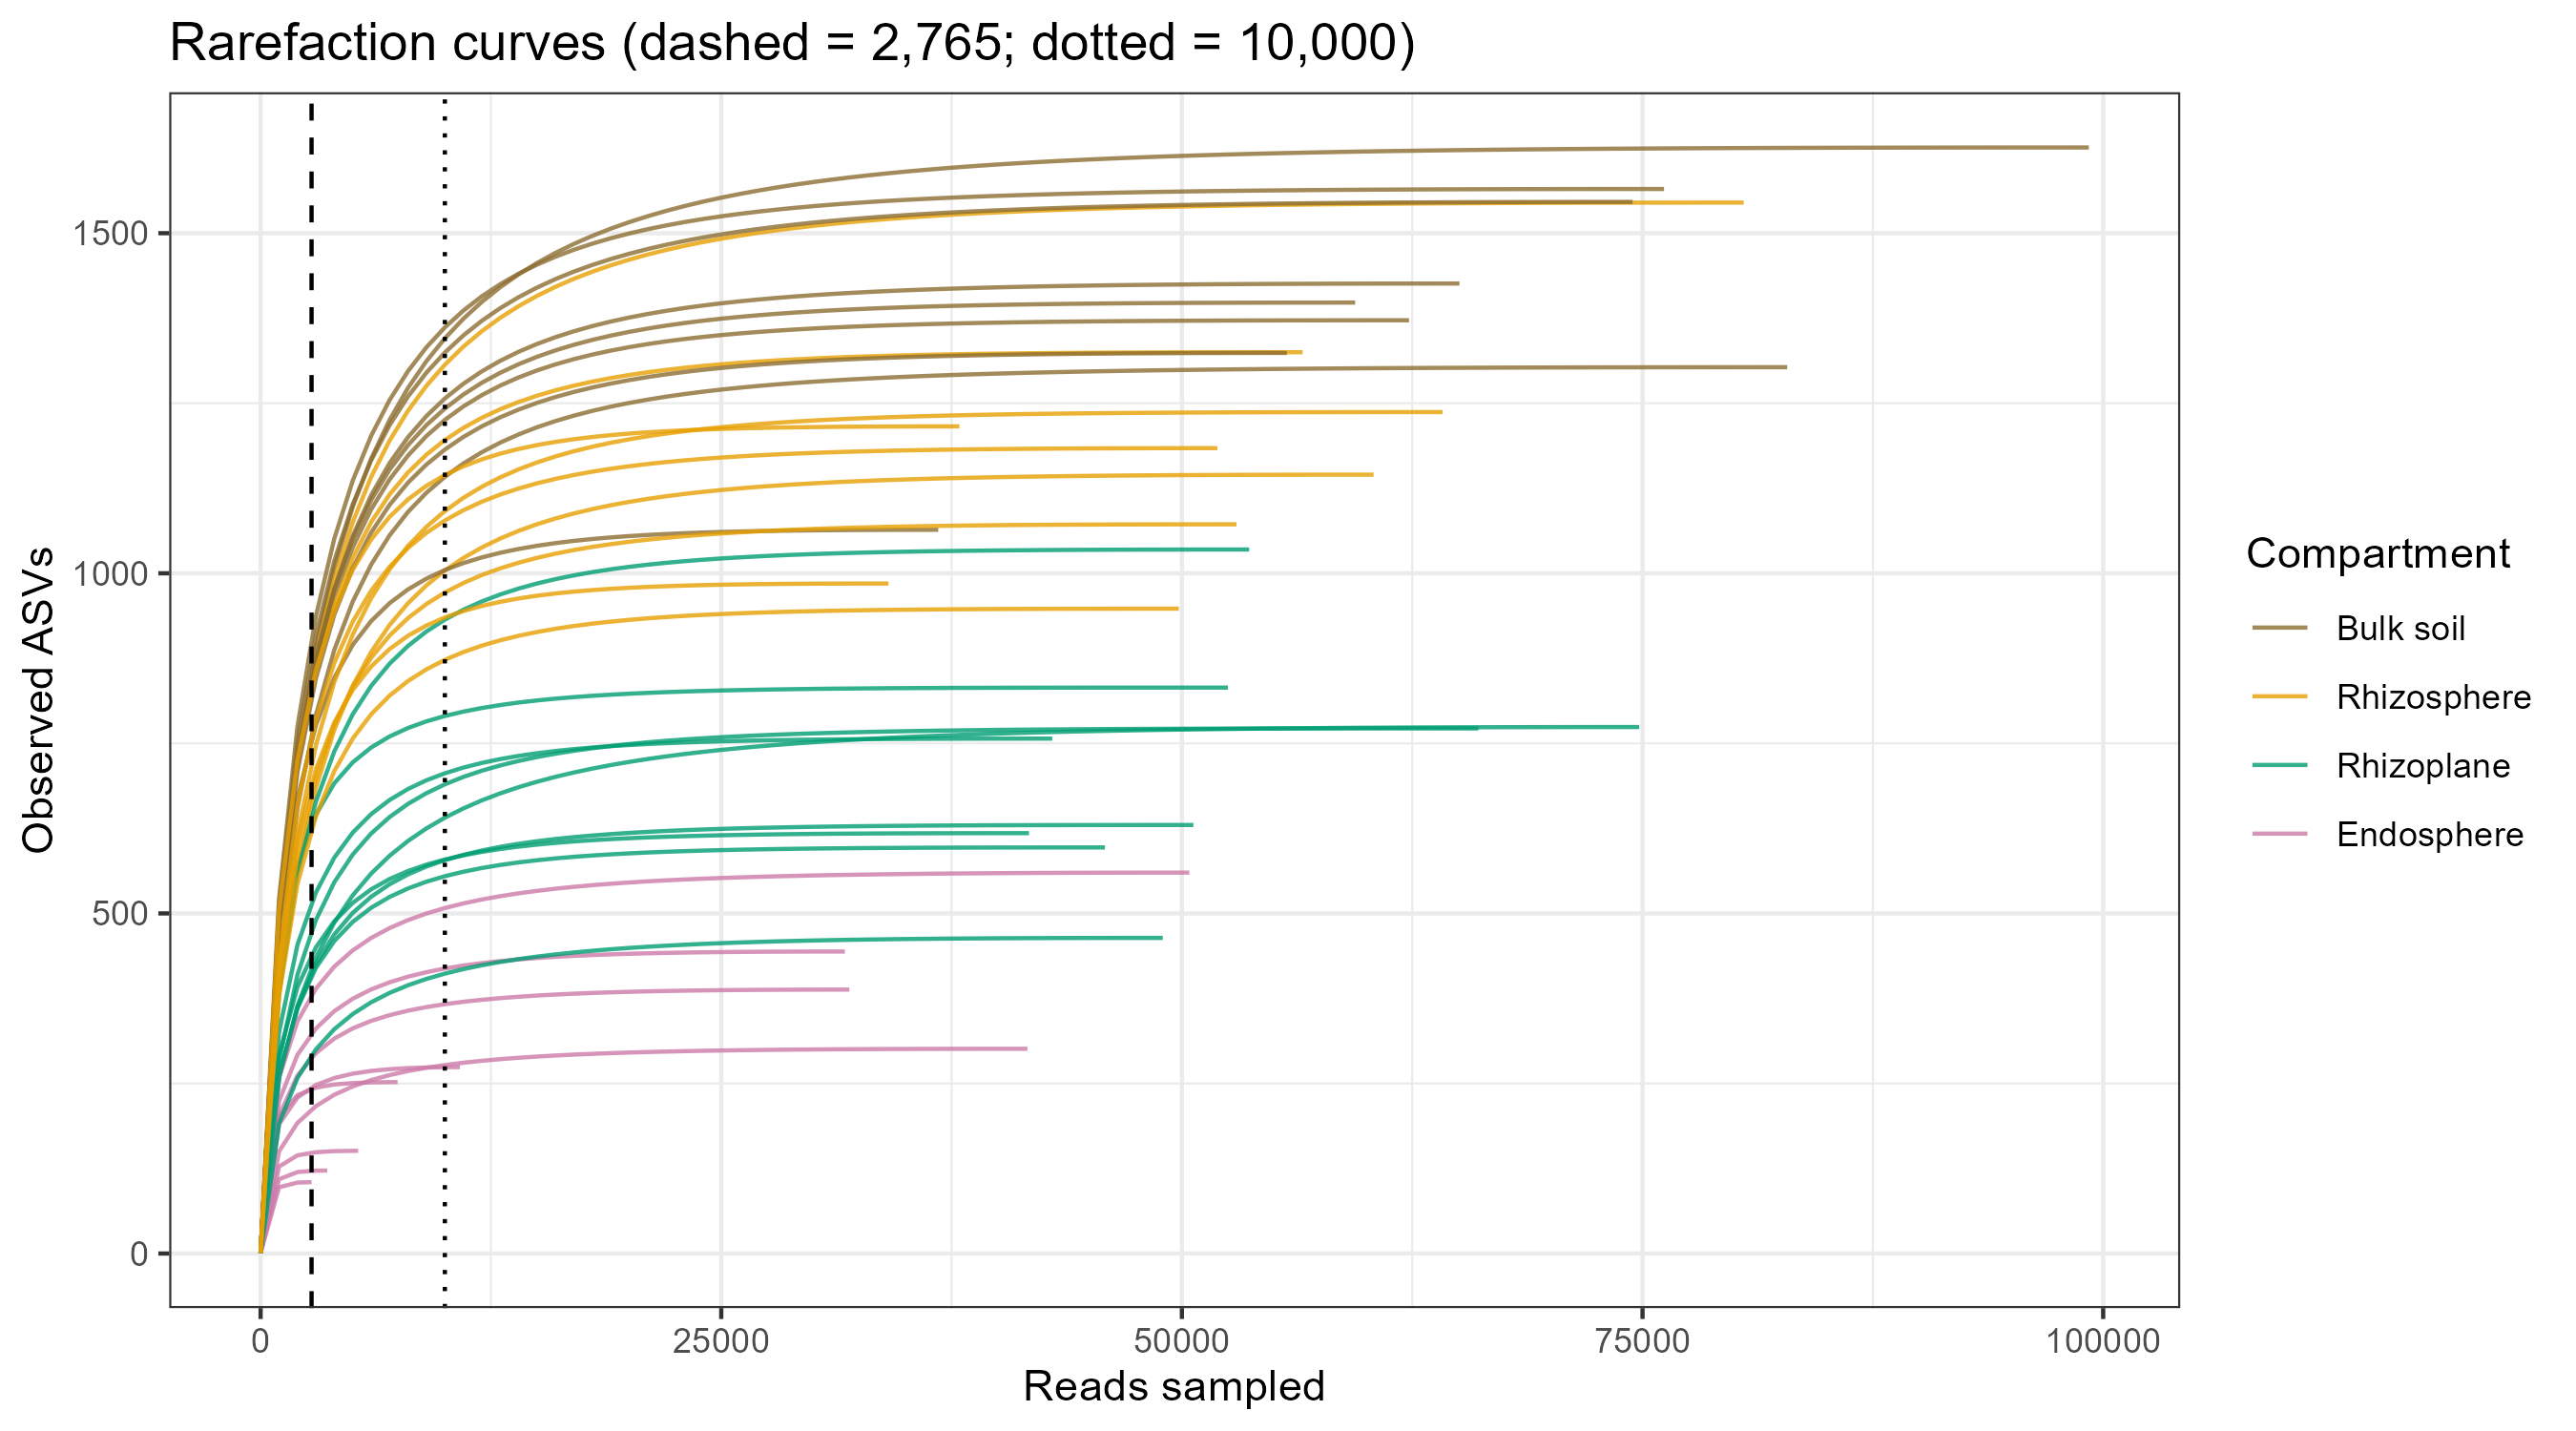 Rarefaction curves (dashed = 2,765; dotted = 10,000)
Observed ASVs
1500
1000
500
0
0 25000 50000 75000 100000
Reads sampled
Compartment
Bulk soil
Rhizosphere
Rhizoplane
Endosphere